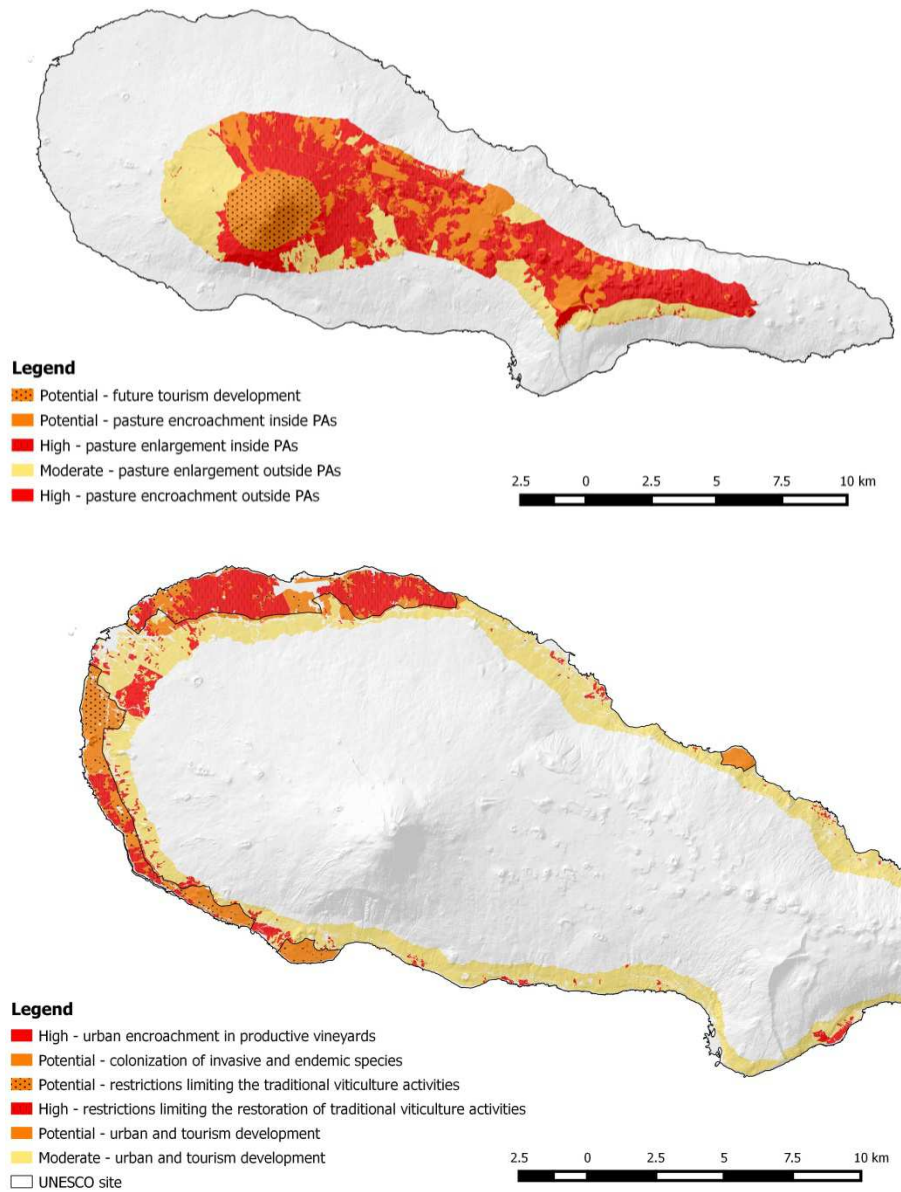 Legend
Potential - future tourism development
Potential - pasture encroachment inside PAs
High - pasture enlargement inside PAs
Moderate - pasture enlargement outside PAs
High - pasture encroachment outside PAs
2.5 0 2.5 5 7.5 10 km
Legend
High - urban encroachment in productive vineyards
Potential - colonization of invasive and endemic species
Potential - restrictions limiting the traditional viticulture activities
High - restrictions limiting the restoration of traditional viticulture activities
Potential - urban and tourism development
Moderate - urban and tourism development
UNESCO site
2.5 0 2.5 5 7.5 10 km